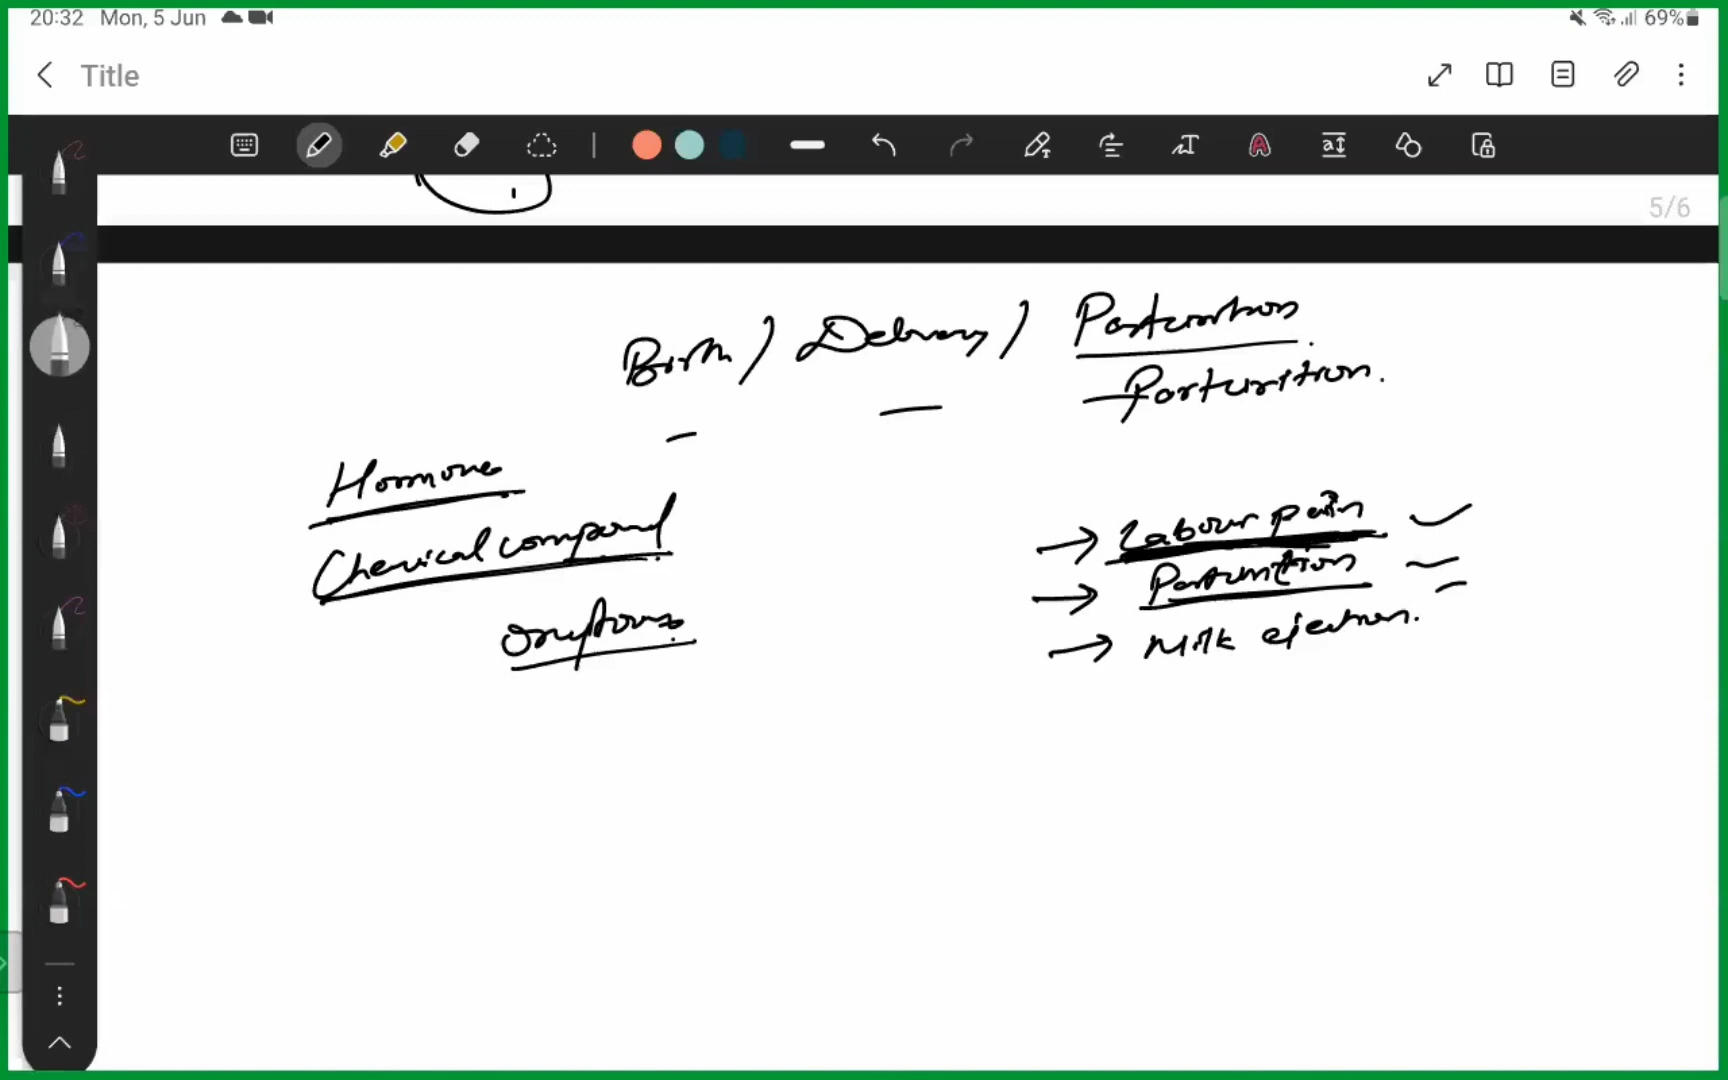 20:32 Mon, 5 Jun 69%
Title
5/6
Birth / Delivery / Parturition
Parturition.
Hormone
Chemical compound
Labour pain
Parturition
Milk ejection.